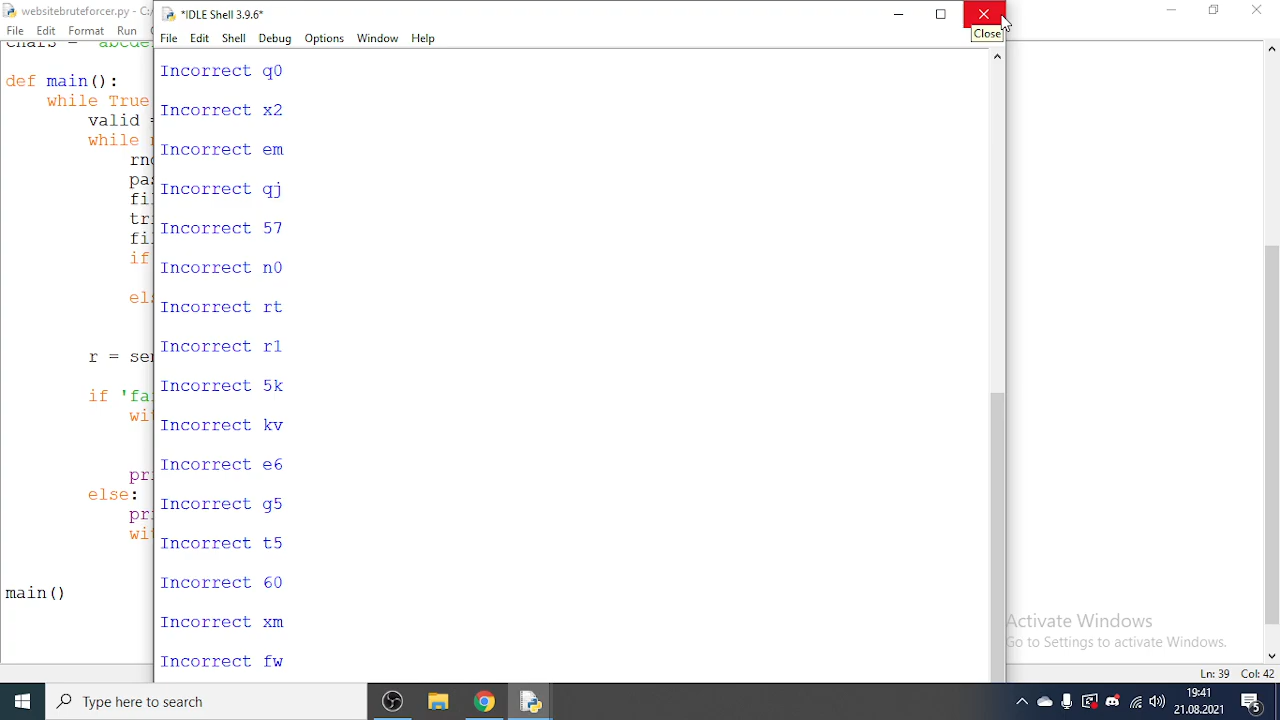 websitebruteforcer.py - C:/
File Edit Format Run
def main():
while True
valid =
while
if
r = se
if 'fa
wi
else:
wi
main()
*IDLE Shell 3.9.6*
File Edit Shell Debug Options Window Help
Close
Incorrect q0
Incorrect x2
Incorrect em
Incorrect qj
Incorrect 57
Incorrect n0
Incorrect rt
Incorrect r1
Incorrect 5k
Incorrect kv
Incorrect e6
Incorrect g5
Incorrect t5
Incorrect 60
Incorrect xm
Incorrect fw
Activate Windows
Go to Settings to activate Windows.
Ln: 39 Col: 42
Type here to search
19:41
21.08.2021
5